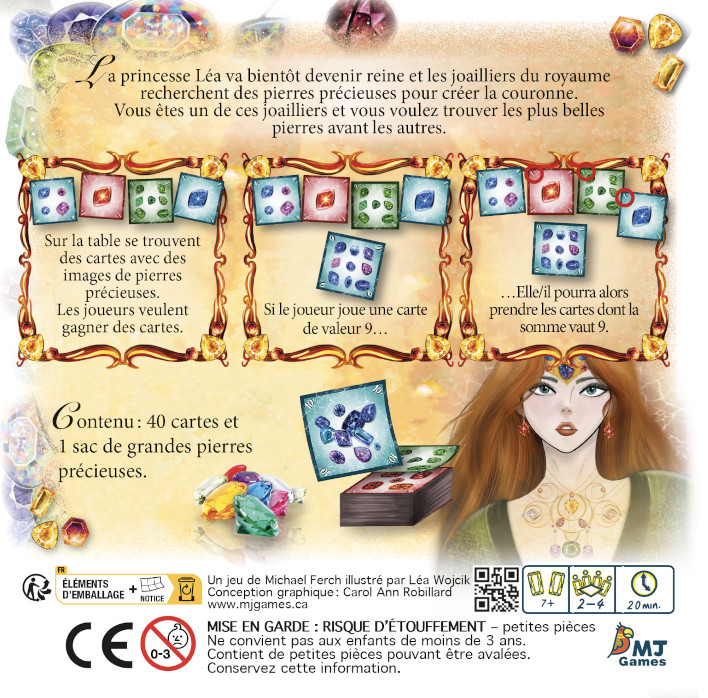 La princesse Léa va bientôt devenir reine et les joailliers du royaume
recherchent des pierres précieuses pour créer la couronne.
Vous êtes un de ces joailliers et vous voulez trouver les plus belles
pierres avant les autres.
Sur la table se trouvent
des cartes avec des
images de pierres
précieuses.
Les joueurs veulent
gagner des cartes.
Si le joueur joue une carte
de valeur 9…
…Elle/il pourra alors
prendre les cartes dont la
somme vaut 9.
Contenu : 40 cartes et
1 sac de grandes pierres
précieuses.
10
10
FR
ÉLÉMENTS
D'EMBALLAGE
+
NOTICE
Un jeu de Michael Ferch illustré par Léa Wojcik
Conception graphique : Carol Ann Robillard
www.mjgames.ca
7+
2-4
20 min.
CE
0-3
MISE EN GARDE : RISQUE D'ÉTOUFFEMENT – petites pièces
Ne convient pas aux enfants de moins de 3 ans.
Contient de petites pièces pouvant être avalées.
Conservez cette information.
MJ
Games